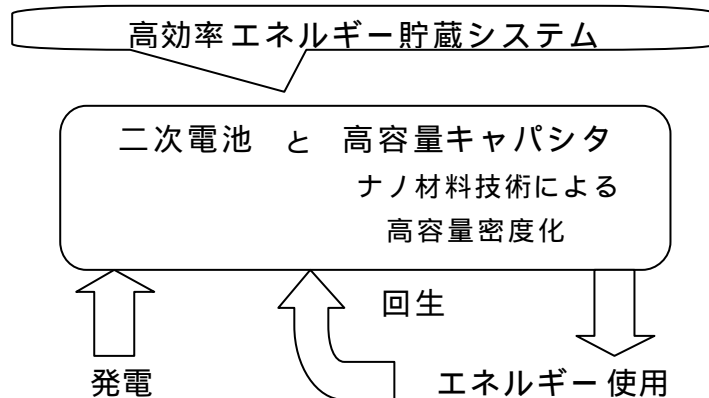 高効率エネルギー貯蔵システム
二次電池 と 高容量キャパシタ
ナノ材料技術による
高容量密度化
回生
発電
エネルギー使用